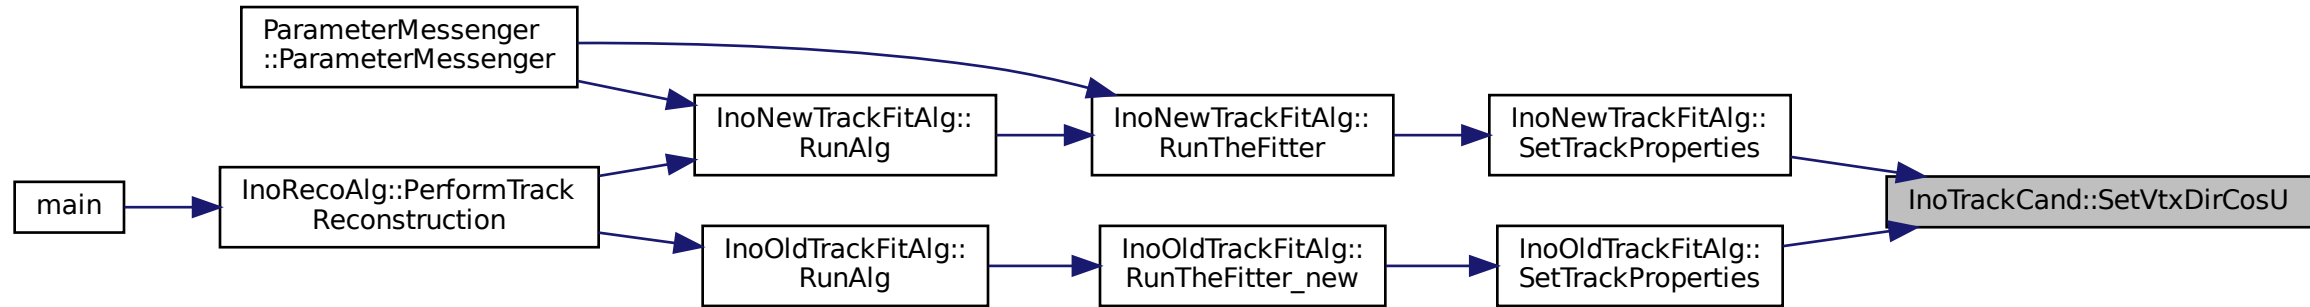 ParameterMessenger
::ParameterMessenger
main
InoRecoAlg::PerformTrack
Reconstruction
InoNewTrackFitAlg::
RunAlg
InoOldTrackFitAlg::
RunAlg
InoNewTrackFitAlg::
RunTheFitter
InoOldTrackFitAlg::
RunTheFitter_new
InoNewTrackFitAlg::
SetTrackProperties
InoOldTrackFitAlg::
SetTrackProperties
InoTrackCand::SetVtxDirCosU